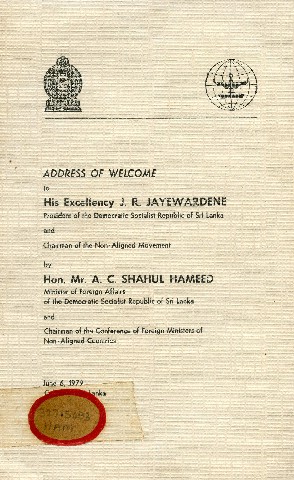 ADDRESS OF WELCOME
to
His Excellency J. R. JAYEWARDENE
President of the Democratic Socialist Republic of Sri Lanka
and
Chairman of the Non-Aligned Movement
by
Hon. Mr. A. C. SHAHUL HAMEED
Minister of Foreign Affairs
of the Democratic Socialist Republic of Sri Lanka
and
Chairman of the Conference of Foreign Ministers of
Non-Aligned Countries
June 6, 1979